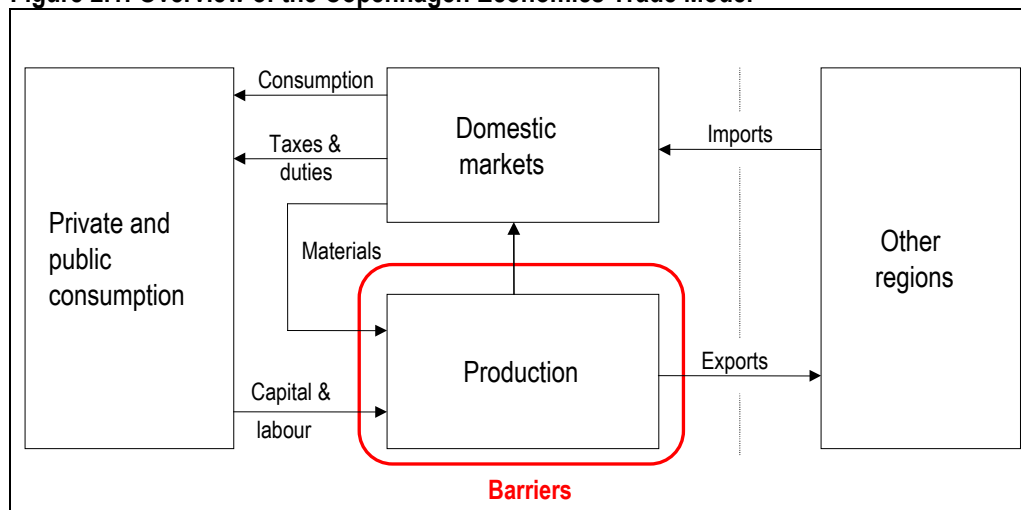 Consumption
Taxes &
duties
Domestic
markets
Imports
Private and
public
consumption
Materials
Other
regions
Production
Exports
Capital &
labour
Barriers